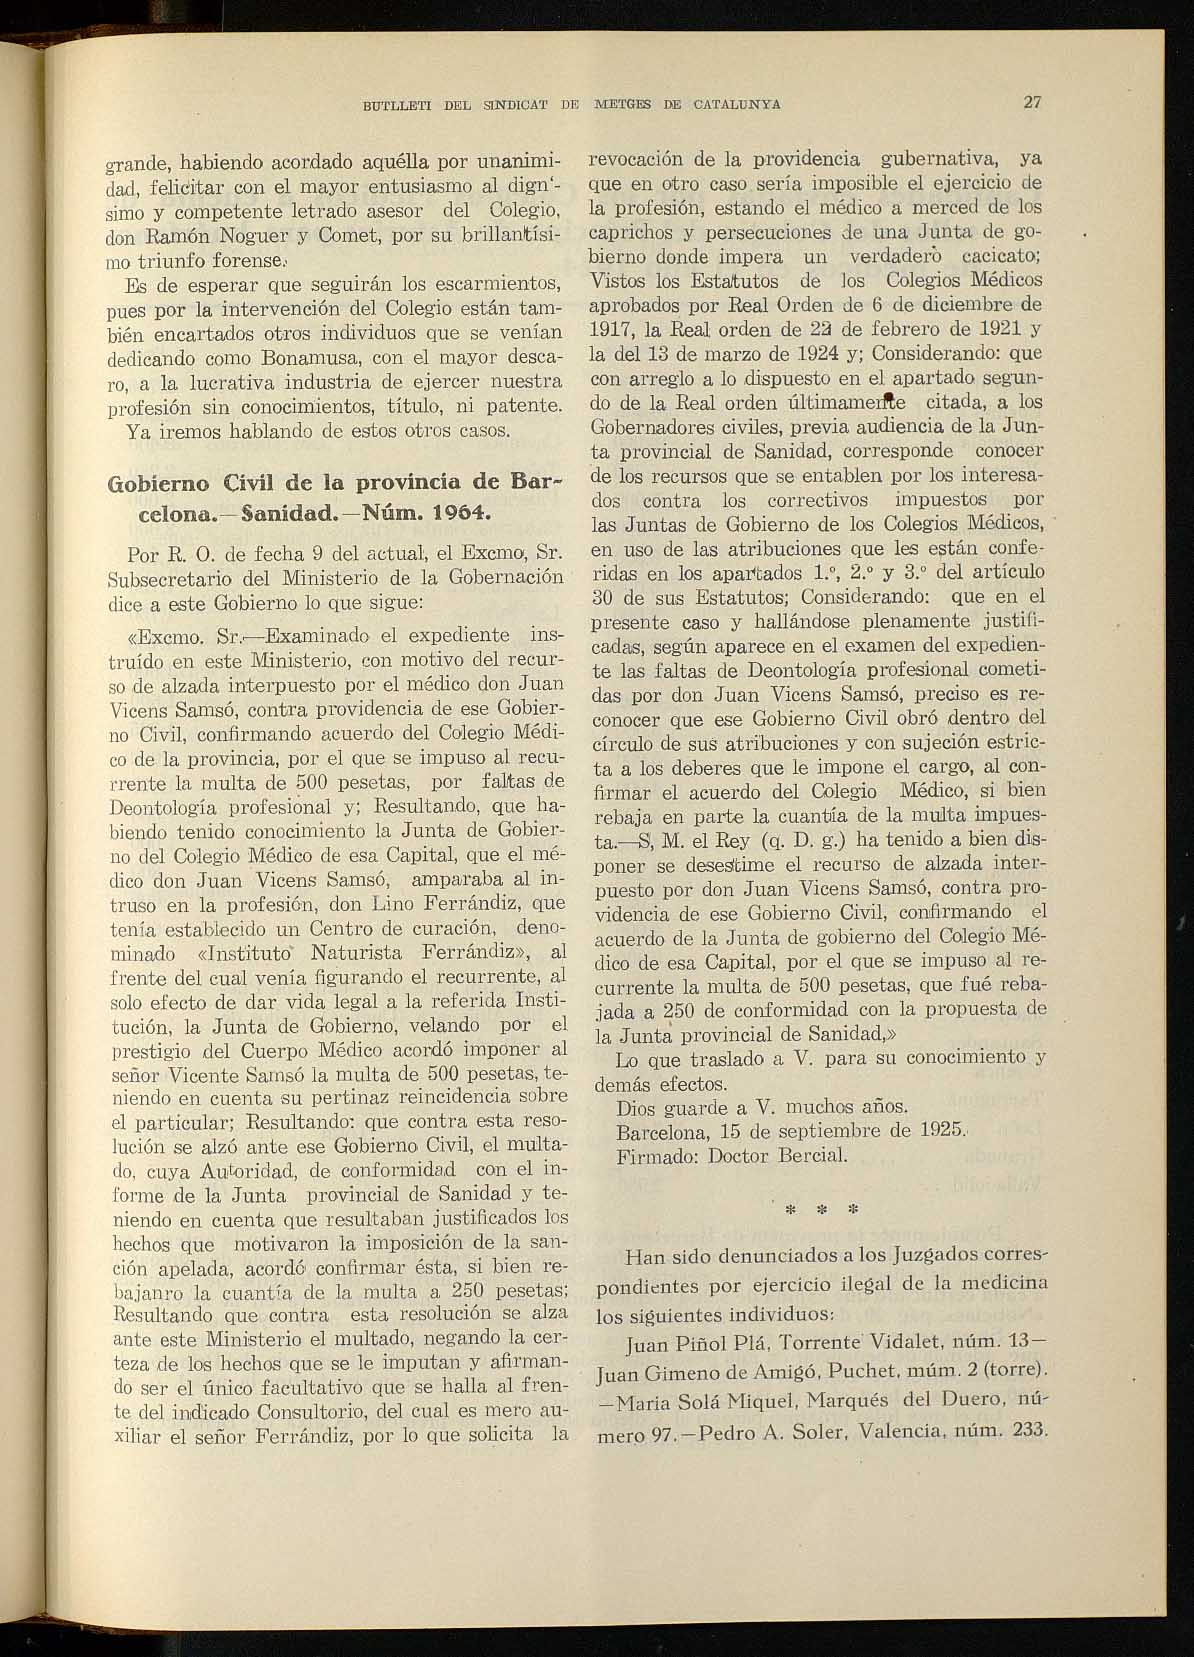 BUTLLETI DEL SINDICAT DE METGES DE CATALUNYA 27
grande, habiendo acordado aquélla por unanimi-
dad, felicitar con el mayor entusiasmo al dign‘-
simo y competente letrado asesor del Colegio,
don Ramón Noguer y Comet, por su brillantísi-
mo triunfo forense.
Es de esperar que seguirán los escarmientos,
pues por la intervención del Colegio están tam-
bién encartados otros individuos que se venían
dedicando como Bonamusa, con el mayor desca-
ro, a la lucrativa industria de ejercer nuestra
profesión sin conocimientos, título, ni patente.
Ya iremos hablando de estos otros casos.
Gobierno Civil de la provincia de Bar-
celona.—Sanidad.—Núm. 1964.
Por R. O. de fecha 9 del actual, el Excmo, Sr.
Subsecretario del Ministerio de la Gobernación
dice a este Gobierno lo que sigue:
«Excmo. Sr.—Examinado el expediente ins-
truído en este Ministerio, con motivo del recur-
so de alzada interpuesto por el médico don Juan
Vicens Samsó, contra providencia de ese Gobier-
no Civil, confirmando acuerdo del Colegio Médi-
co de la provincia, por el que se impuso al recu-
rrente la multa de 500 pesetas, por faltas de
Deontología profesional y; Resultando, que ha-
biendo tenido conocimiento la Junta de Gobier-
no del Colegio Médico de esa Capital, que el mé-
dico don Juan Vicens Samsó, amparaba al in-
truso en la profesión, don Lino Ferrándiz, que
tenía establecido un Centro de curación, deno-
minado «Instituto Naturista Ferrándiz», al
frente del cual venía figurando el recurrente, al
solo efecto de dar vida legal a la referida Insti-
tución, la Junta de Gobierno, velando por el
prestigio del Cuerpo Médico acordó imponer al
señor Vicente Samsó la multa de 500 pesetas, te-
niendo en cuenta su pertinaz reincidencia sobre
el particular; Resultando: que contra esta reso-
lución se alzó ante ese Gobierno Civil, el multa-
do, cuya Autoridad, de conformidad con el in-
forme de la Junta provincial de Sanidad y te-
niendo en cuenta que resultaban justificados los
hechos que motivaron la imposición de la san-
ción apelada, acordó confirmar ésta, si bien re-
bajanro la cuantía de la multa a 250 pesetas;
Resultando que contra esta resolución se alza
ante este Ministerio el multado, negando la cer-
teza de los hechos que se le imputan y afirman-
do ser el único facultativo que se halla al fren-
te del indicado Consultorio, del cual es mero au-
xiliar el señor Ferrándiz, por lo que solicita la
revocación de la providencia gubernativa, ya
que en otro caso sería imposible el ejercicio de
la profesión, estando el médico a merced de los
caprichos y persecuciones de una Junta de go-
bierno donde impera un verdadero cacicato;
Vistos los Estatutos de los Colegios Médicos
aprobados por Real Orden de 6 de diciembre de
1917, la Real orden de 22 de febrero de 1921 y
la del 13 de marzo de 1924 y; Considerando: que
con arreglo a lo dispuesto en el apartado segun-
do de la Real orden últimamente citada, a los
Gobernadores civiles, previa audiencia de la Jun-
ta provincial de Sanidad, corresponde conocer
de los recursos que se entablen por los interesa-
dos contra los correctivos impuestos por
las Juntas de Gobierno de los Colegios Médicos,
en uso de las atribuciones que les están confe-
ridas en los apartados 1.º, 2.º y 3.º del artículo
30 de sus Estatutos; Considerando: que en el
presente caso y hallándose plenamente justifi-
cadas, según aparece en el examen del expedien-
te las faltas de Deontología profesional cometi-
das por don Juan Vicens Samsó, preciso es re-
conocer que ese Gobierno Civil obró dentro del
círculo de sus atribuciones y con sujeción estric-
ta a los deberes que le impone el cargo, al con-
firmar el acuerdo del Colegio Médico, si bien
rebaja en parte la cuantía de la multa impues-
ta.—S, M. el Rey (q. D. g.) ha tenido a bien dis-
poner se desestime el recurso de alzada inter-
puesto por don Juan Vicens Samsó, contra pro-
videncia de ese Gobierno Civil, confirmando el
acuerdo de la Junta de gobierno del Colegio Mé-
dico de esa Capital, por el que se impuso al re-
currente la multa de 500 pesetas, que fué reba-
jada a 250 de conformidad con la propuesta de
la Junta provincial de Sanidad,»
Lo que traslado a V. para su conocimiento y
demás efectos.
Dios guarde a V. muchos años.
Barcelona, 15 de septiembre de 1925.
Firmado: Doctor Bercial.
* * *
Han sido denunciados a los Juzgados corres-
pondientes por ejercicio ilegal de la medicina
los siguientes individuos:
Juan Piñol Plá, Torrente Vidalet, núm. 13—
Juan Gimeno de Amigó, Puchet, múm. 2 (torre).
—Maria Solá Miquel, Marqués del Duero, nú-
mero 97.—Pedro A. Soler, Valencia, núm. 233.